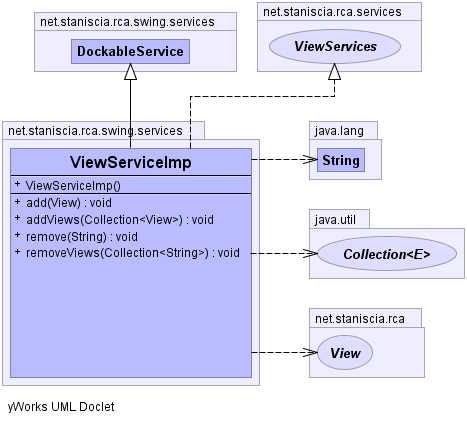 net.staniscia.rca.swing.services
DockableService
net.staniscia.rca.services
ViewServices
net.staniscia.rca.swing.services
ViewServiceImp
+ ViewServiceImp()
+ add(View) : void
+ addViews(Collection<View>) : void
+ remove(String) : void
+ removeViews(Collection<String>) : void
java.lang
String
java.util
Collection<E>
net.staniscia.rca
View
yWorks UML Doclet